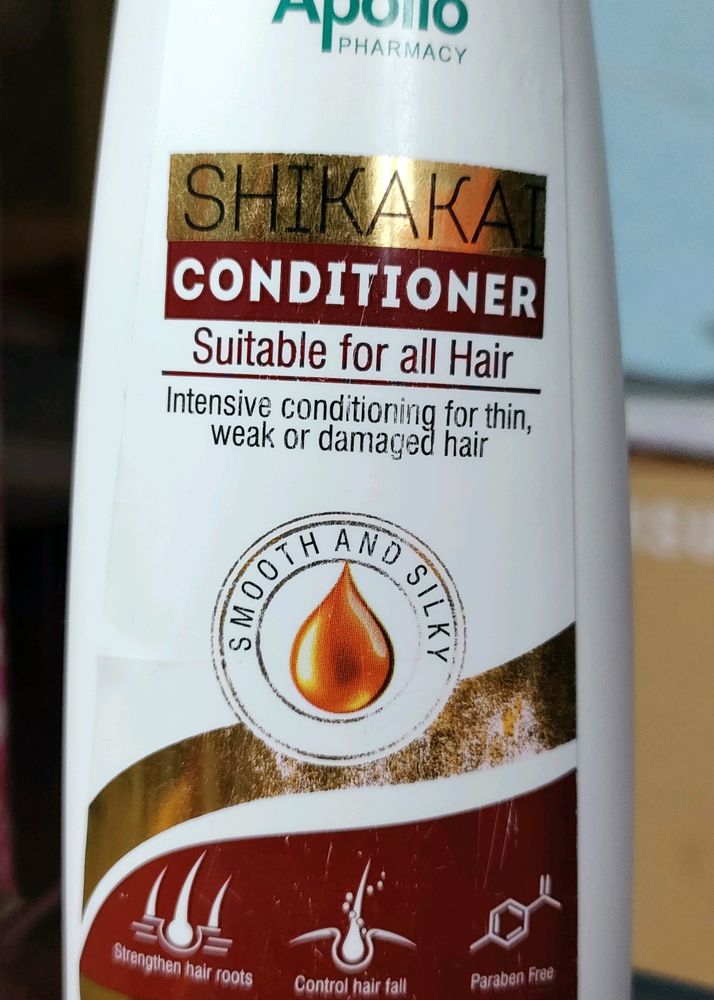 Apollo
PHARMACY
SHIKAKAI
CONDITIONER
Suitable for all Hair
Intensive conditioning for thin,
weak or damaged hair
SMOOTH AND SILKY
Strengthen hair roots
Control hair fall
Paraben Free